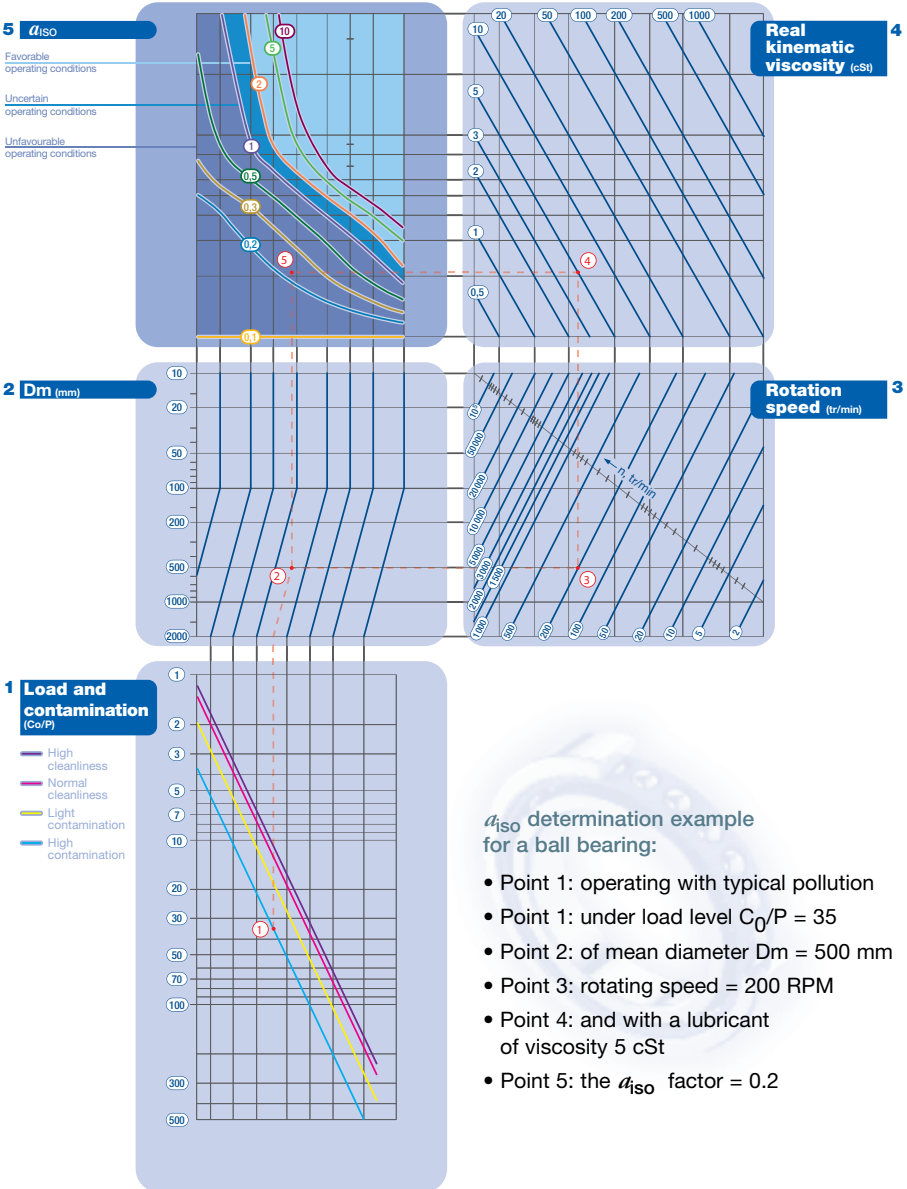 5 aISO
Favorable
operating conditions
Uncertain
operating conditions
Unfavourable
operating conditions
10
5
2
1
0.5
0.3
0.2
0.1
5
4 Real
kinematic
viscosity (cSt)
20 50 100 200 500 1000
10
5
3
2
1
0,5
4
2 Dm (mm)
10
20
50
100
200
500
1000
2000
2
Rotation 3
speed (tr/min)
n, tr/min
50000
20000
10000
5000
3000
2000
1500
1000
500
200
100
50
20
10
5
2
3
1 Load and
contamination
(Co/P)
High
cleanliness
Normal
cleanliness
Light
contamination
High
contamination
1
2
3
5
7
10
20
30
50
70
100
300
500
1
aiso determination example
for a ball bearing:
• Point 1: operating with typical pollution
• Point 1: under load level C0/P = 35
• Point 2: of mean diameter Dm = 500 mm
• Point 3: rotating speed = 200 RPM
• Point 4: and with a lubricant
of viscosity 5 cSt
• Point 5: the aiso factor = 0.2